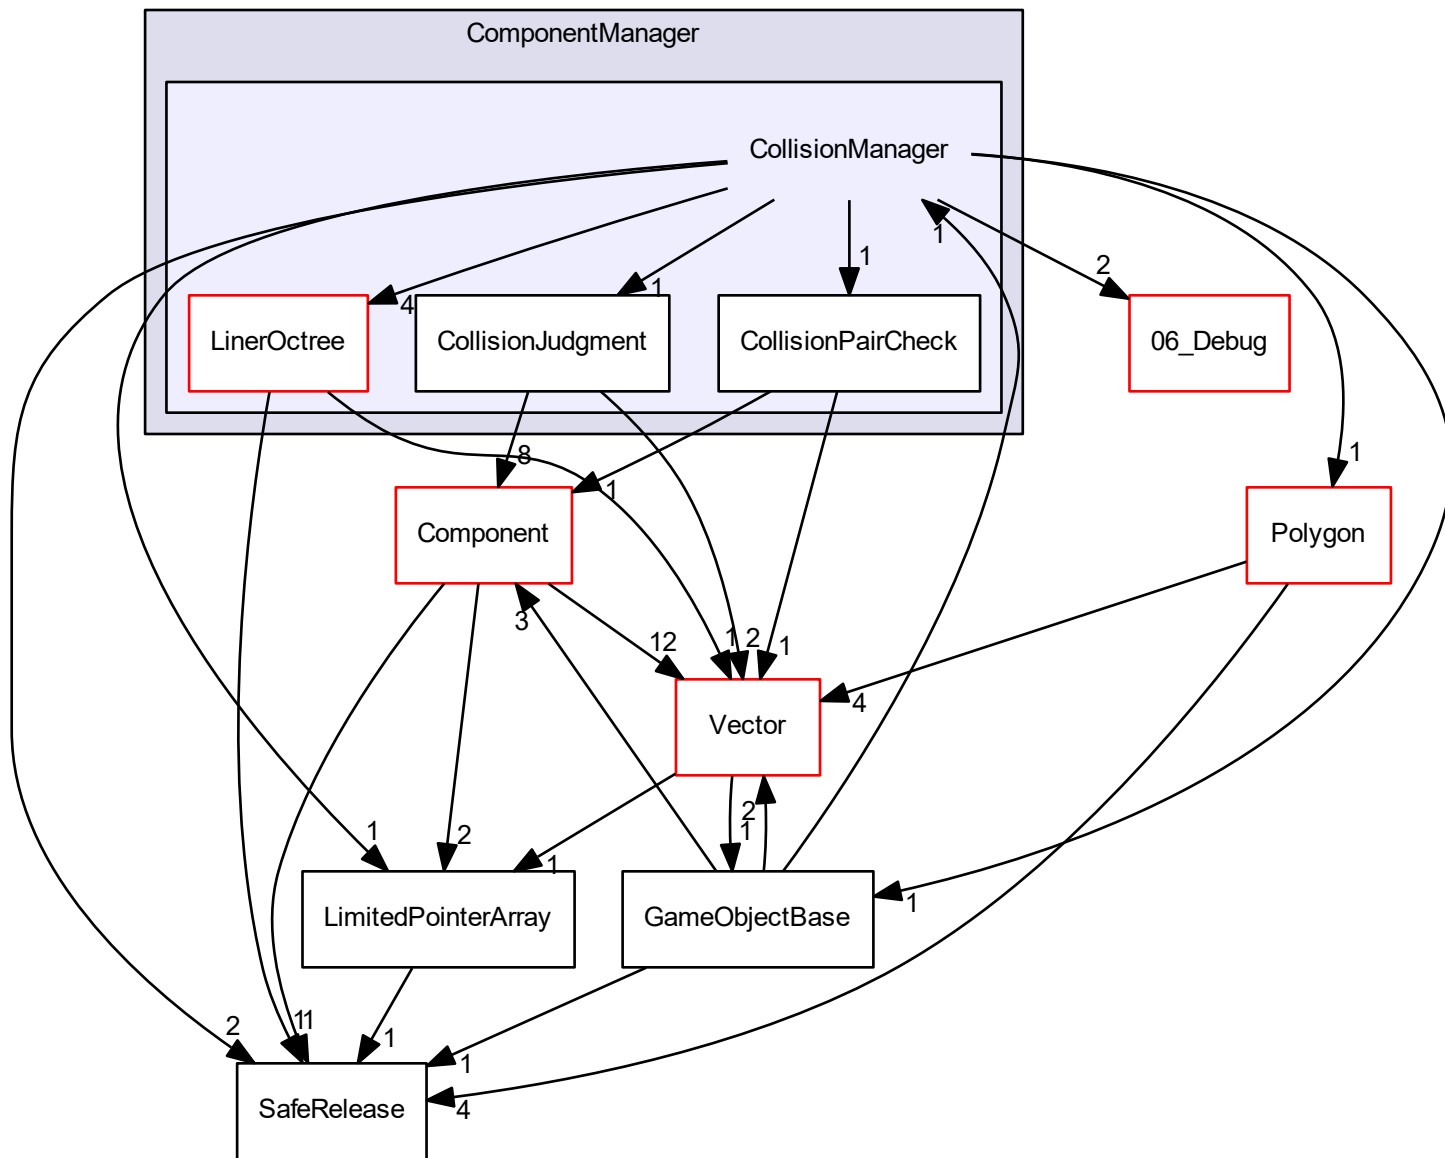 ComponentManager
CollisionManager
1
1
2
4
1
1
LinerOctree
CollisionJudgment
CollisionPairCheck
06_Debug
8
1
Component
Polygon
3
12
1
2
1
4
Vector
2
1
1
2
1
1
LimitedPointerArray
GameObjectBase
2
11
1
1
4
SafeRelease